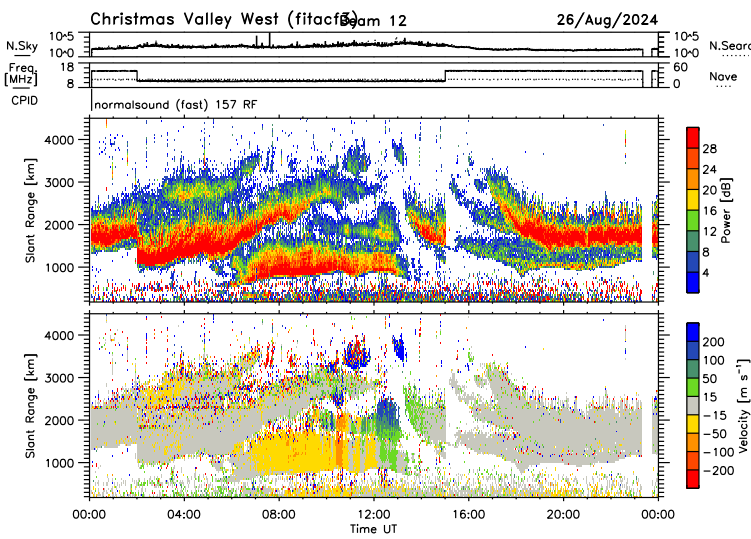 Christmas Valley West (fitacf3) Beam 12 26/Aug/2024
N.Sky 10^5 10^0 10^5 10^0 N.Searc
Freq. [MHz] 18 8 60 0 Nave
CPID normalsound (fast) 157 RF
Slant Range [km] 4000 3000 2000 1000
Power [dB] 28 24 20 16 12 8 4
Slant Range [km] 4000 3000 2000 1000
Velocity [m s⁻¹] 200 100 50 15 -15 -50 -100 -200
00:00 04:00 08:00 12:00 16:00 20:00 00:00
Time UT